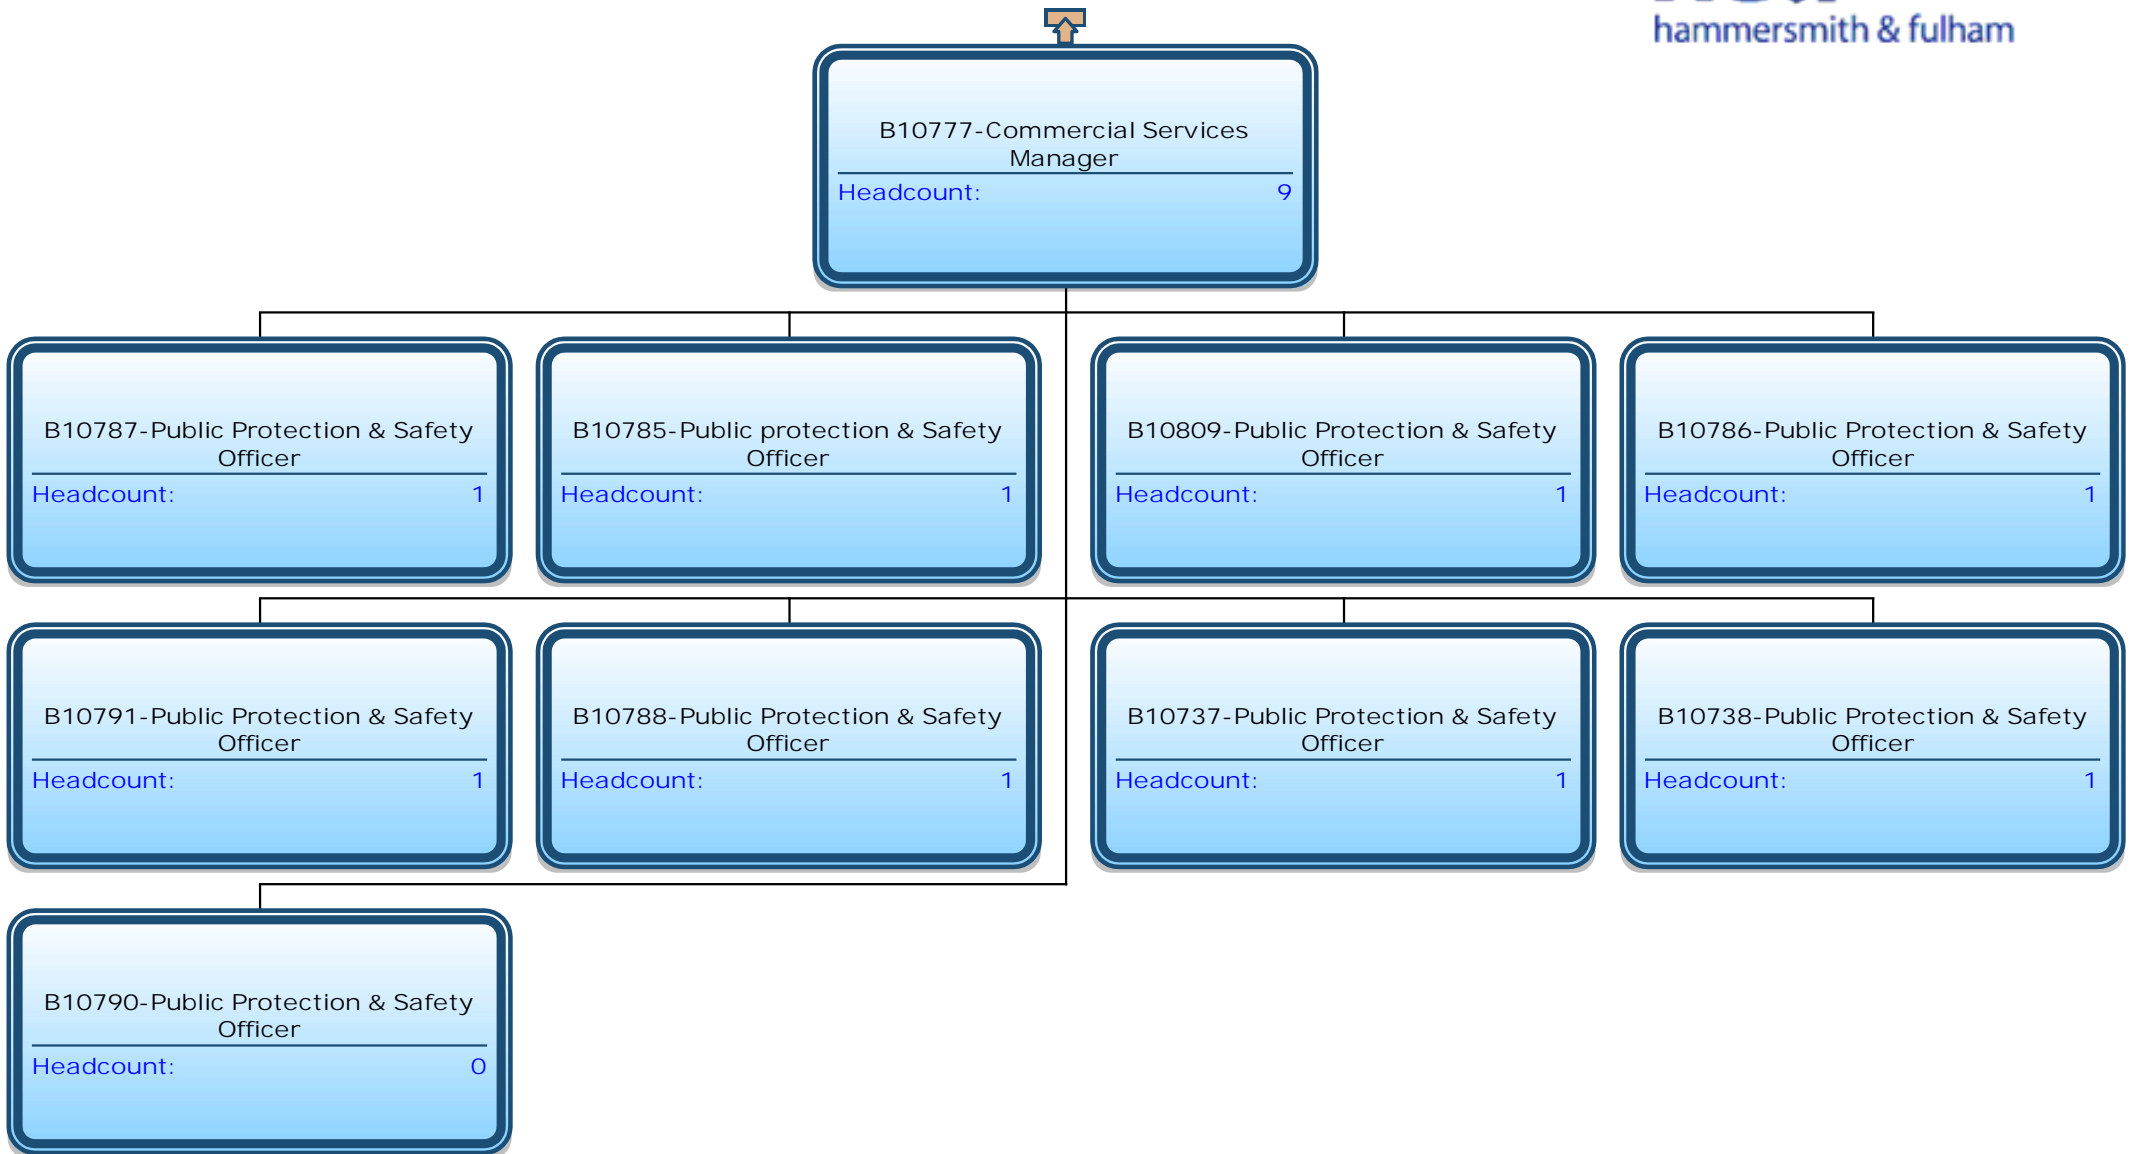 hammersmith & fulham
B10777-Commercial Services
Manager
Headcount: 9
B10787-Public Protection & Safety
Officer
Headcount: 1
B10785-Public protection & Safety
Officer
Headcount: 1
B10809-Public Protection & Safety
Officer
Headcount: 1
B10786-Public Protection & Safety
Officer
Headcount: 1
B10791-Public Protection & Safety
Officer
Headcount: 1
B10788-Public Protection & Safety
Officer
Headcount: 1
B10737-Public Protection & Safety
Officer
Headcount: 1
B10738-Public Protection & Safety
Officer
Headcount: 1
B10790-Public Protection & Safety
Officer
Headcount: 0